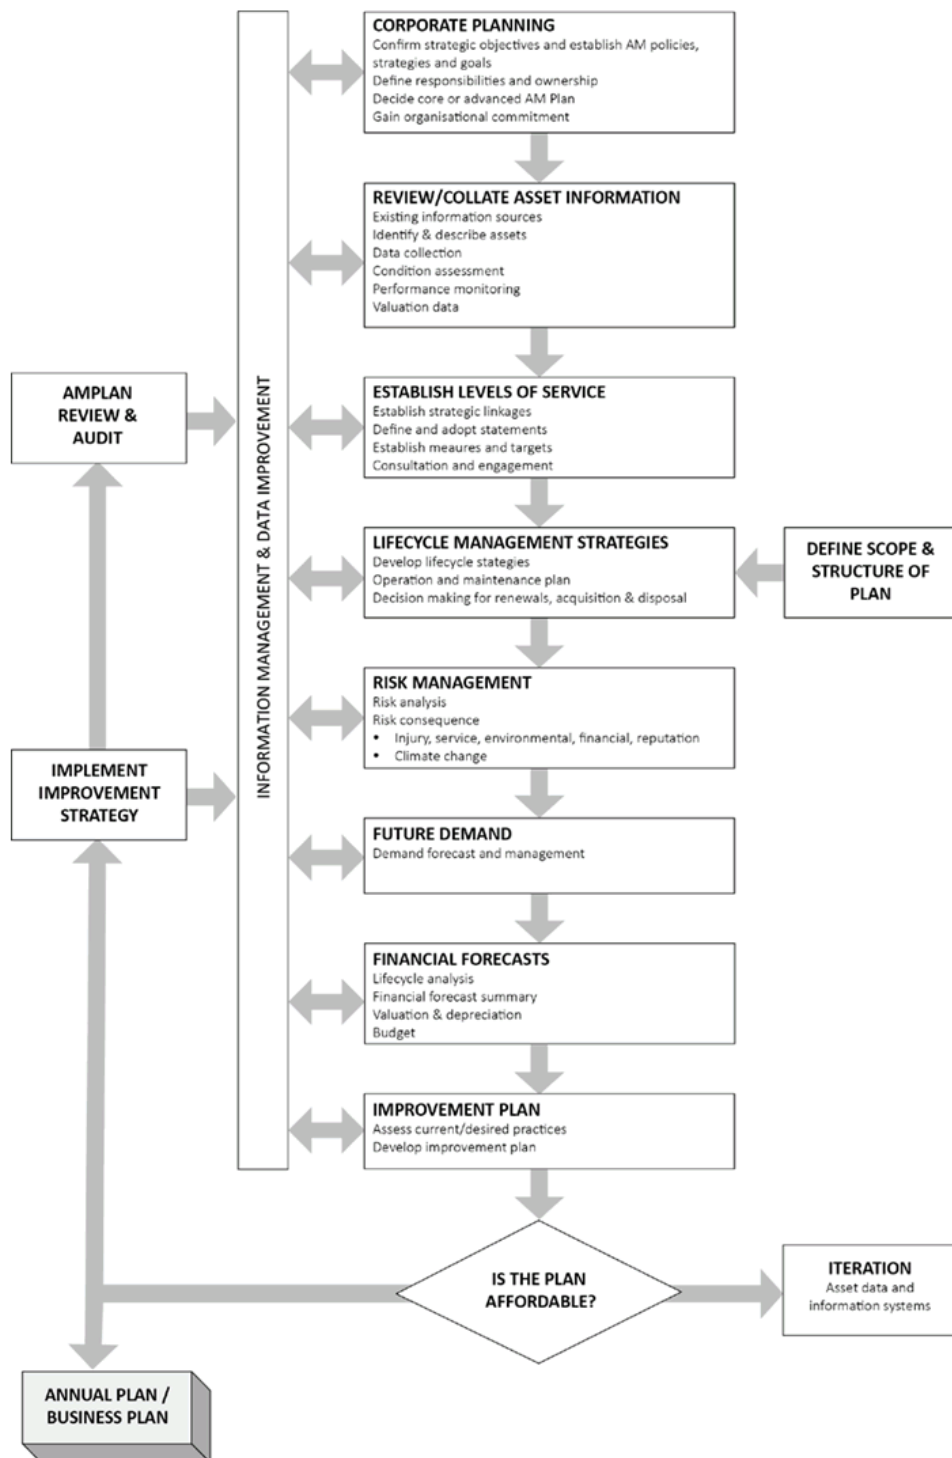 CORPORATE PLANNING
Confirm strategic objectives and establish AM policies,
strategies and goals
Define responsibilities and ownership
Decide core or advanced AM Plan
Gain organisational commitment
REVIEW/COLLATE ASSET INFORMATION
Existing information sources
Identify & describe assets
Data collection
Condition assessment
Performance monitoring
Valuation data
AMPLAN
REVIEW &
AUDIT
INFORMATION MANAGEMENT & DATA IMPROVEMENT
ESTABLISH LEVELS OF SERVICE
Establish strategic linkages
Define and adopt statements
Establish meaures and targets
Consultation and engagement
LIFECYCLE MANAGEMENT STRATEGIES
Develop lifecycle stategies
Operation and maintenance plan
Decision making for renewals, acquisition & disposal
DEFINE SCOPE &
STRUCTURE OF
PLAN
RISK MANAGEMENT
Risk analysis
Risk consequence
• Injury, service, environmental, financial, reputation
• Climate change
IMPLEMENT
IMPROVEMENT
STRATEGY
FUTURE DEMAND
Demand forecast and management
FINANCIAL FORECASTS
Lifecycle analysis
Financial forecast summary
Valuation & depreciation
Budget
IMPROVEMENT PLAN
Assess current/desired practices
Develop improvement plan
IS THE PLAN
AFFORDABLE?
ITERATION
Asset data and
information systems
ANNUAL PLAN /
BUSINESS PLAN